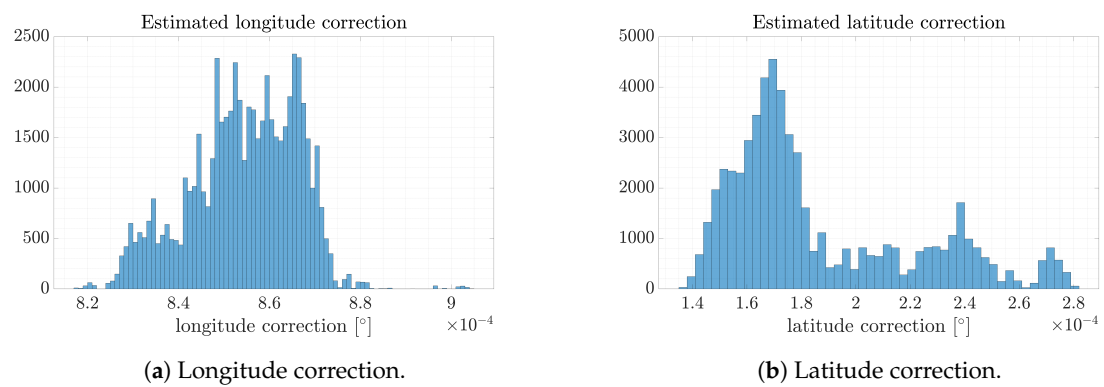 Estimated longitude correction
2500
2000
1500
1000
500
0
8.2 8.4 8.6 8.8 9
longitude correction [°]
×10⁻⁴
(a) Longitude correction.
Estimated latitude correction
5000
4000
3000
2000
1000
0
1.4 1.6 1.8 2 2.2 2.4 2.6 2.8
latitude correction [°]
×10⁻⁴
(b) Latitude correction.